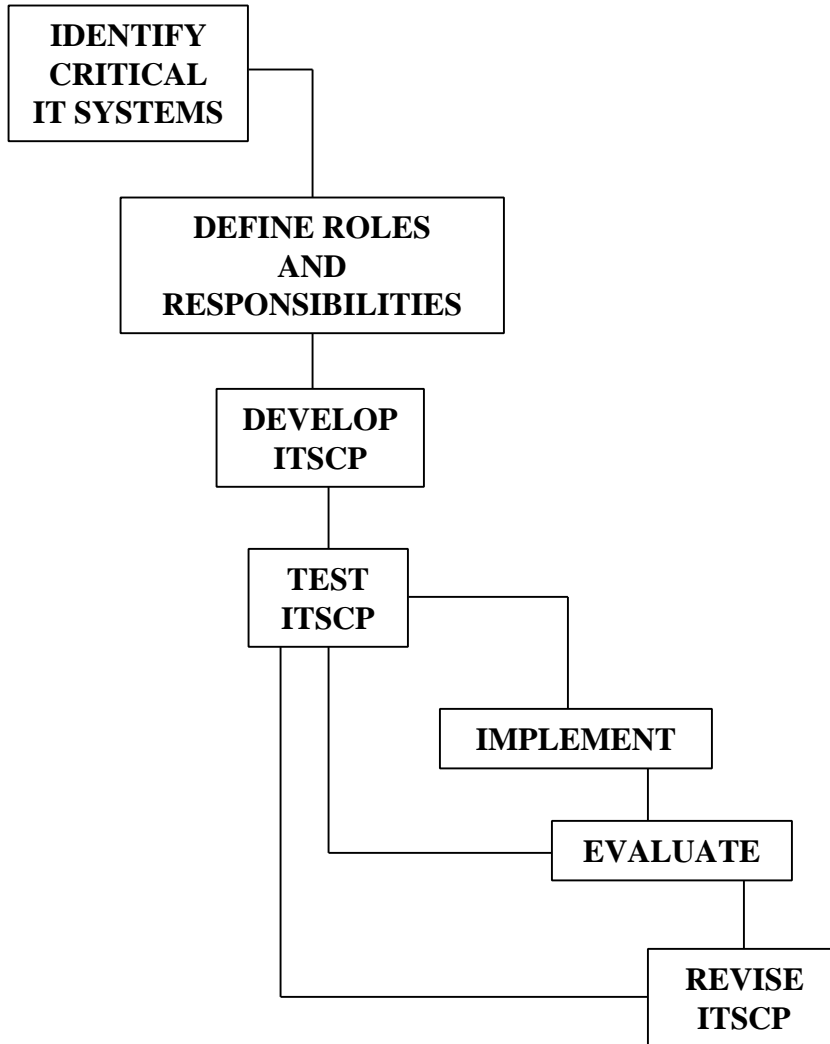 IDENTIFY
CRITICAL
IT SYSTEMS
DEFINE ROLES
AND
RESPONSIBILITIES
DEVELOP
ITSCP
TEST
ITSCP
IMPLEMENT
EVALUATE
REVISE
ITSCP